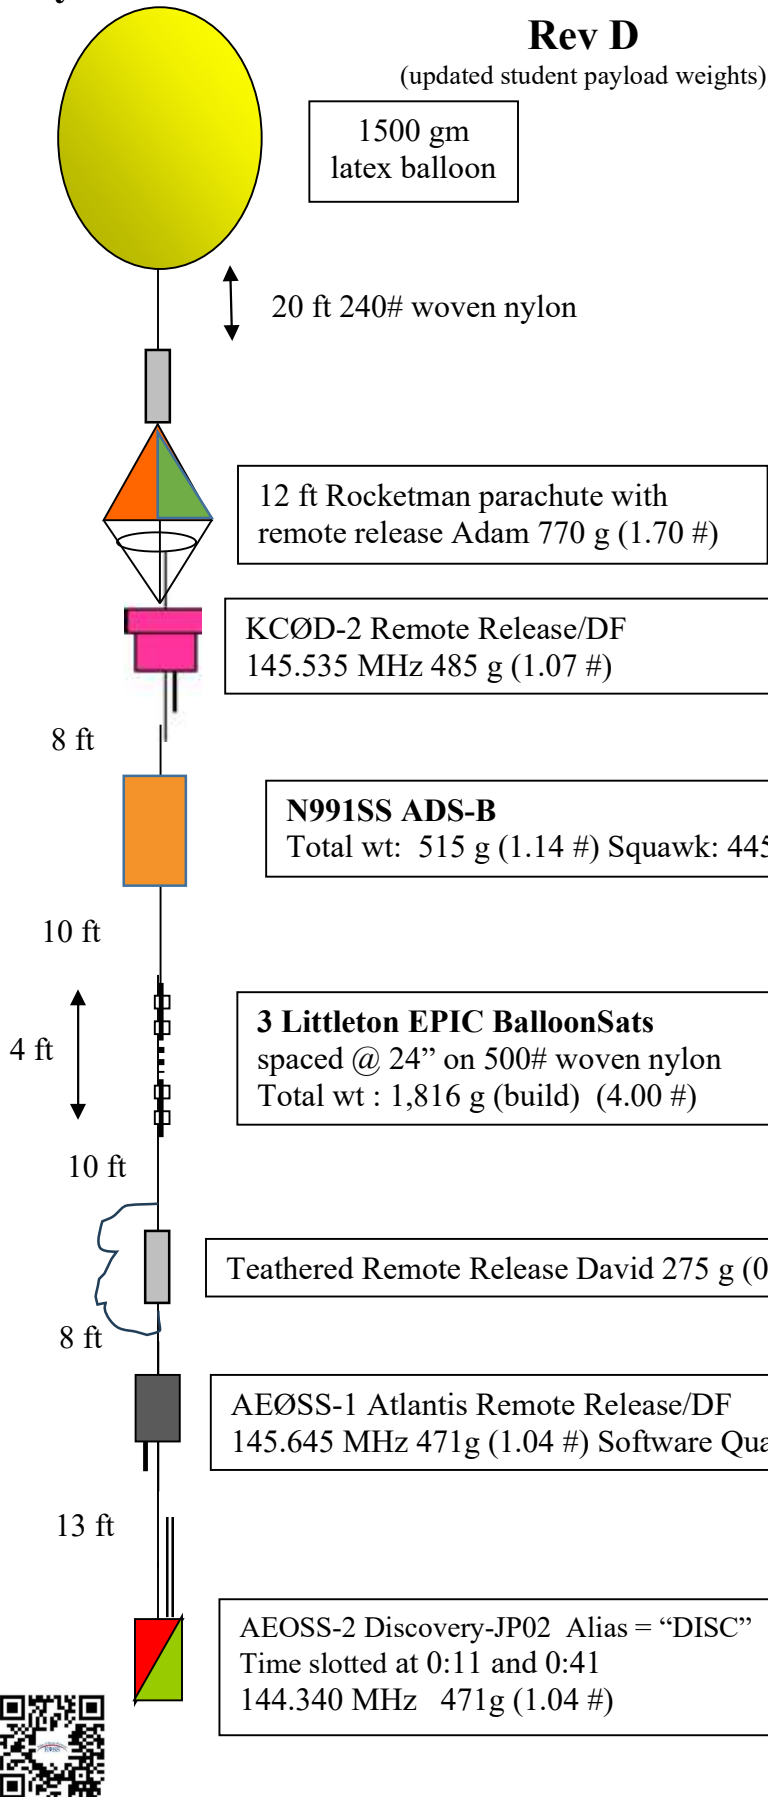 Rev D
(updated student payload weights)
1500 gm
latex balloon
20 ft 240# woven nylon
12 ft Rocketman parachute with
remote release Adam 770 g (1.70 #)
KCØD-2 Remote Release/DF
145.535 MHz 485 g (1.07 #)
8 ft
N991SS ADS-B
Total wt: 515 g (1.14 #) Squawk: 445
10 ft
3 Littleton EPIC BalloonSats
spaced @ 24” on 500# woven nylon
Total wt : 1,816 g (build) (4.00 #)
4 ft
10 ft
Teathered Remote Release David 275 g (0
8 ft
AEØSS-1 Atlantis Remote Release/DF
145.645 MHz 471g (1.04 #) Software Qua
13 ft
AEOSS-2 Discovery-JP02 Alias = “DISC”
Time slotted at 0:11 and 0:41
144.340 MHz 471g (1.04 #)